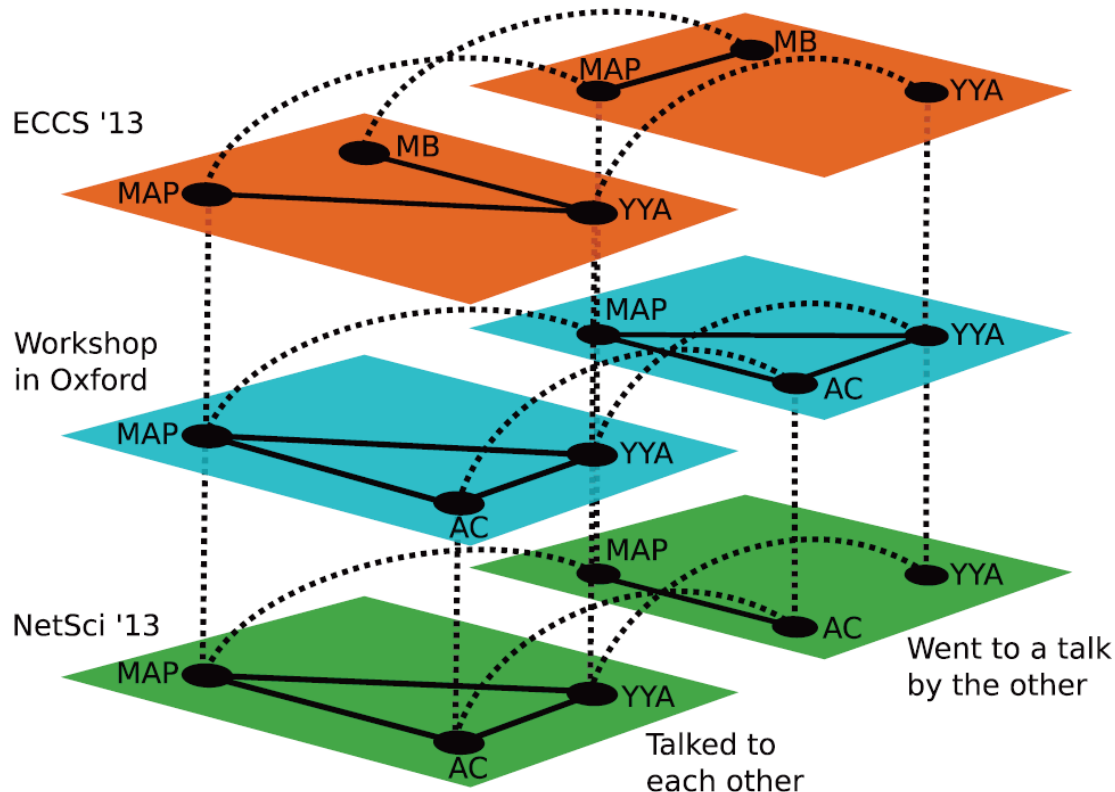 MB
MAP
YYA
ECCS '13
MB
MAP
YYA
MAP
YYA
Workshop
in Oxford
AC
MAP
YYA
AC
MAP
YYA
NetSci '13
AC
MAP
Went to a talk
by the other
YYA
AC
Talked to
each other